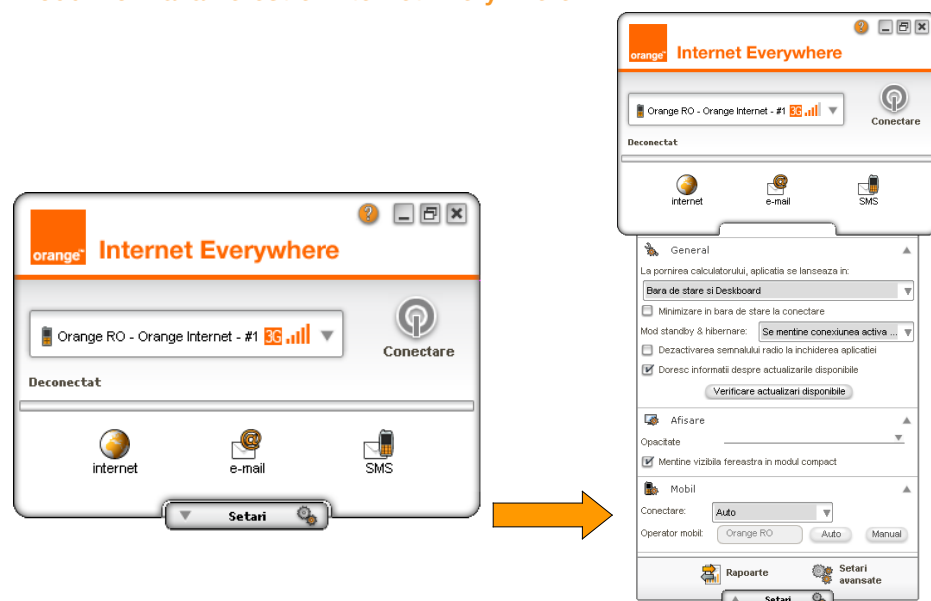 orange™
Internet Everywhere
Orange RO - Orange Internet - #1 3G
Conectare
Deconectat
internet
e-mail
SMS
Setari
orange™
Internet Everywhere
Orange RO - Orange Internet - #1 3G
Conectare
Deconectat
internet
e-mail
SMS
General
La pornirea calculatorului, aplicatia se lanseaza in:
Bara de stare si Deskboard
Minimizare in bara de stare la conectare
Mod standby & hibernare: Se mentine conexiunea activa ...
Dezactivarea semnalului radio la inchiderea aplicatiei
Doresc informatii despre actualizarile disponibile
Verificare actualizari disponibile
Afisare
Opacitate
Mentine vizibila fereastra in modul compact
Mobil
Conectare: Auto
Operator mobil: Orange RO Auto Manual
Rapoarte
Setari
avansate
Setari